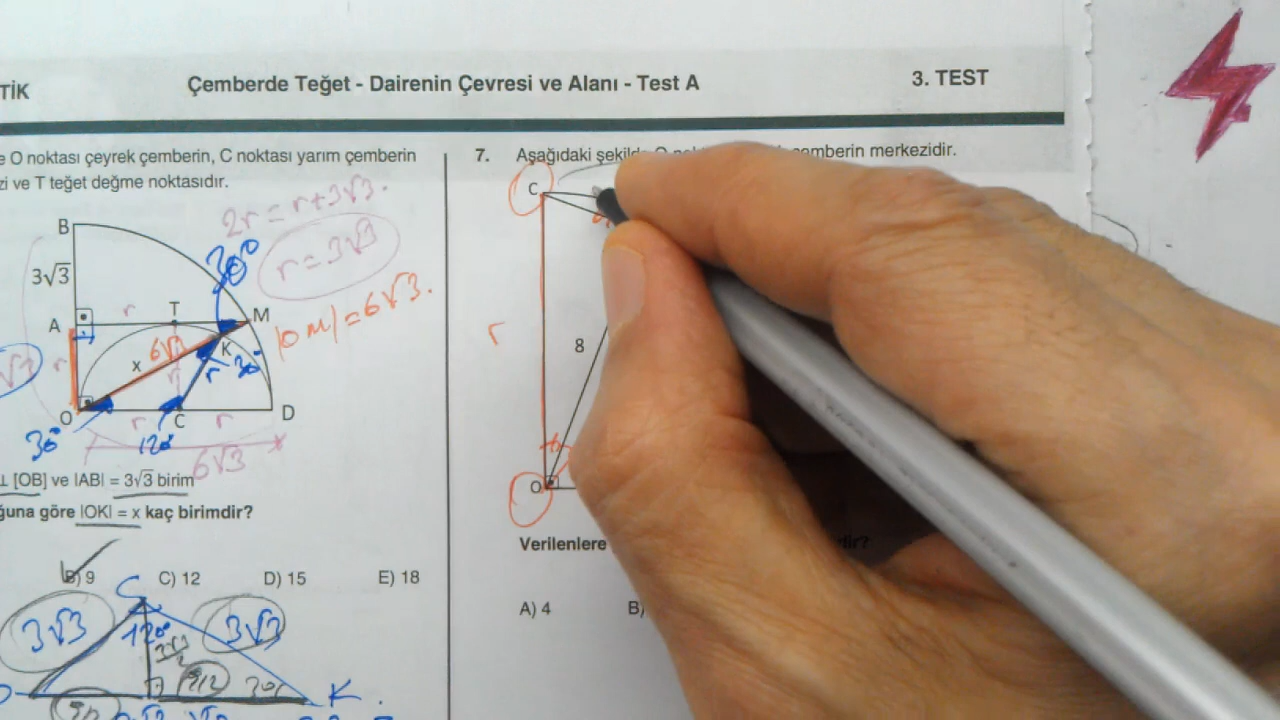 TİK
Çemberde Teğet - Dairenin Çevresi ve Alanı - Test A
3. TEST
O noktası çeyrek çemberin, C noktası yarım çemberin
ve T teğet değme noktasıdır.
2r = r+3√3.
r = 3√3
30°
|OM|=6√3.
B
3√3
A
r
T
M
6√3
x
K
r
r
r
30°
O
r
C
r
D
30°
120°
6√3
⊥ [OB] ve |AB| = 3√3 birim
göre |OK| = x kaç birimdir?
B) 9
C) 12
D) 15
E) 18
C
3√3
120°
3√3
9/2
30°
K.
7.
Aşağıdaki çemberin merkezidir.
C
r
8
O
Verilenlere
A) 4
B)